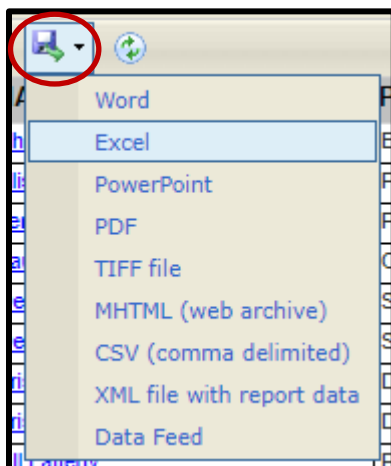 Word
Excel
PowerPoint
PDF
TIFF file
MHTML (web archive)
CSV (comma delimited)
XML file with report data
Data Feed